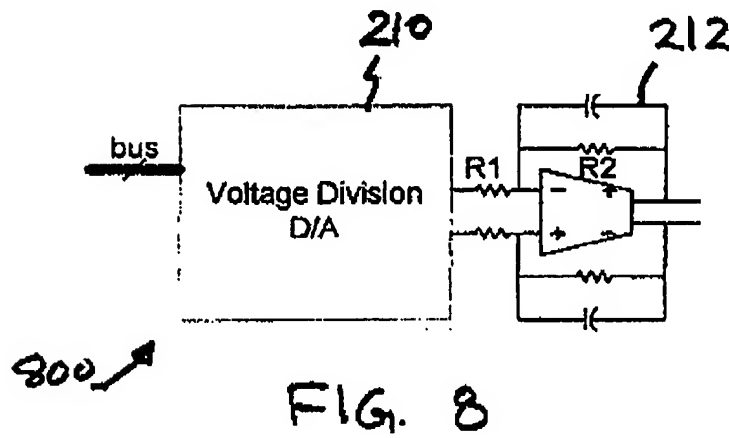 210
212
bus
R1
R2
Voltage Division
D/A
- +
+ -
800
FIG. 8